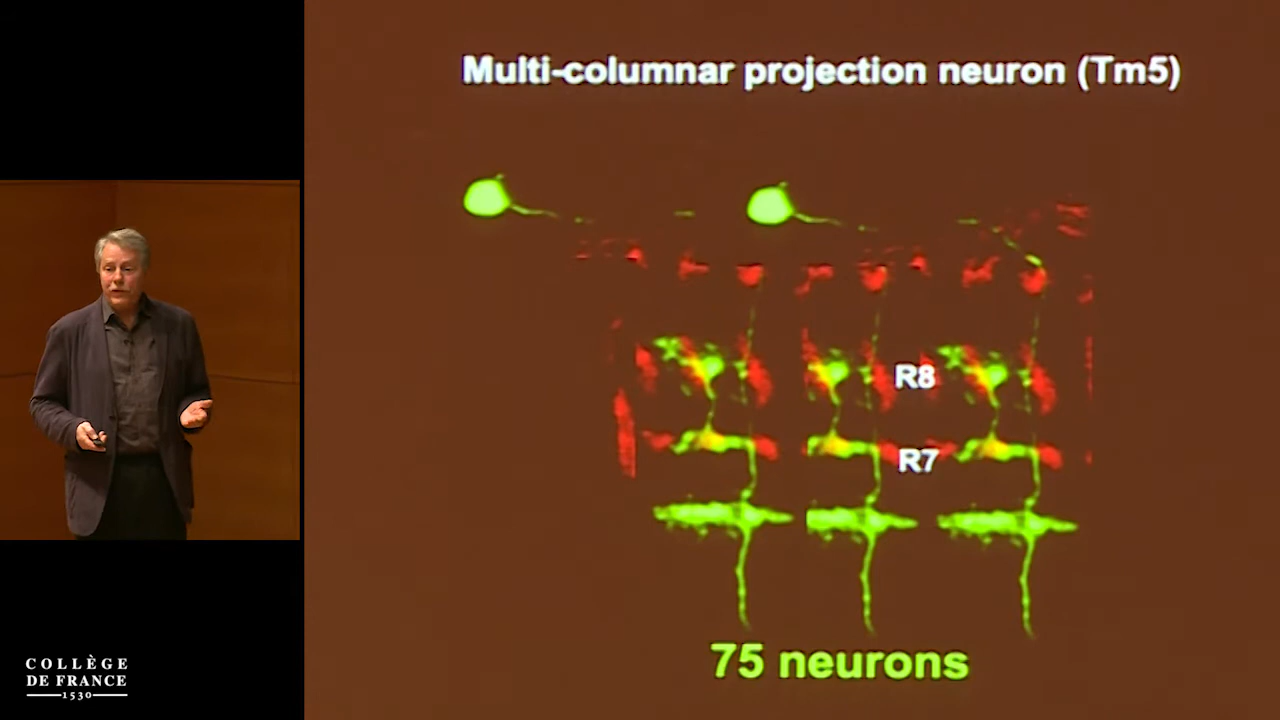 Multi-columnar projection neuron (Tm5)
R8
R7
75 neurons
COLLÈGE
DE FRANCE
1530